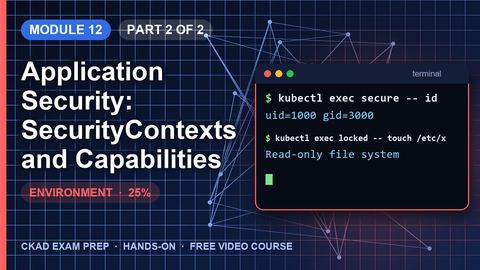 MODULE 12
PART 2 OF 2
Application
Security:
SecurityContexts
and Capabilities
ENVIRONMENT · 25%
terminal
$ kubectl exec secure -- id
uid=1000 gid=3000
$ kubectl exec locked -- touch /etc/x
Read-only file system
CKAD EXAM PREP · HANDS-ON · FREE VIDEO COURSE